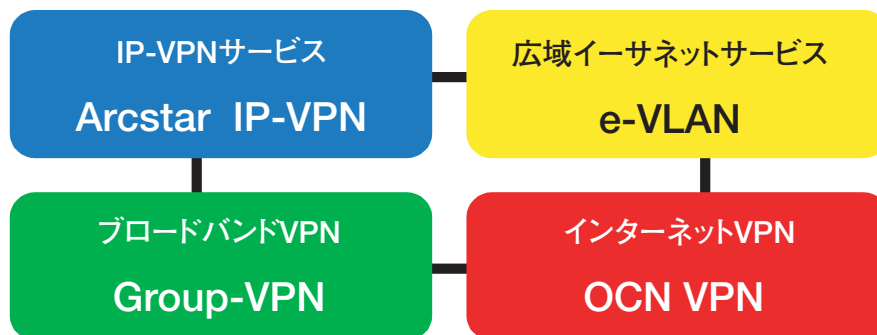 IP-VPNサービス
Arcstar IP-VPN
広域イーサネットサービス
e-VLAN
ブロードバンドVPN
Group-VPN
インターネットVPN
OCN VPN